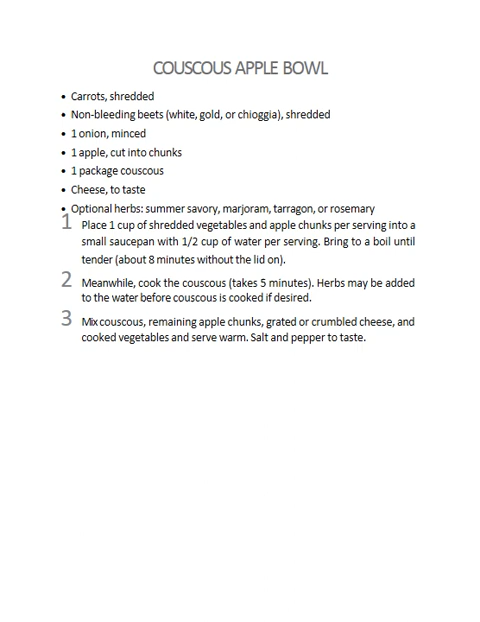 COUSCOUS APPLE BOWL
• Carrots, shredded
• Non-bleeding beets (white, gold, or chioggia), shredded
• 1 onion, minced
• 1 apple, cut into chunks
• 1 package couscous
• Cheese, to taste
• Optional herbs: summer savory, marjoram, tarragon, or rosemary
1 Place 1 cup of shredded vegetables and apple chunks per serving into a
small saucepan with 1/2 cup of water per serving. Bring to a boil until
tender (about 8 minutes without the lid on).
2 Meanwhile, cook the couscous (takes 5 minutes). Herbs may be added
to the water before couscous is cooked if desired.
3 Mix couscous, remaining apple chunks, grated or crumbled cheese, and
cooked vegetables and serve warm. Salt and pepper to taste.